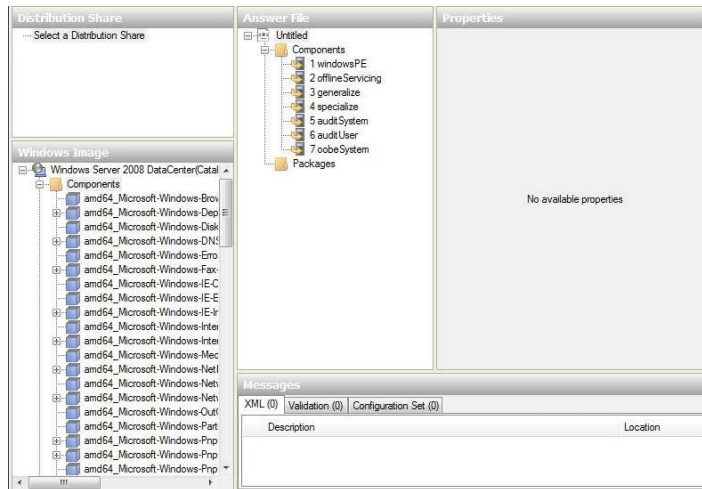 Distribution Share
Select a Distribution Share
Windows Image
Windows Server 2008 DataCenter(Catal
Components
amd64_Microsoft-Windows-Brow
amd64_Microsoft-Windows-Dep
amd64_Microsoft-Windows-Disk
amd64_Microsoft-Windows-DNS
amd64_Microsoft-Windows-Erro
amd64_Microsoft-Windows-Fax-
amd64_Microsoft-Windows-IE-C
amd64_Microsoft-Windows-IE-E
amd64_Microsoft-Windows-IE-Ir
amd64_Microsoft-Windows-Inter
amd64_Microsoft-Windows-Inter
amd64_Microsoft-Windows-Med
amd64_Microsoft-Windows-NetB
amd64_Microsoft-Windows-Netw
amd64_Microsoft-Windows-Netw
amd64_Microsoft-Windows-Out
amd64_Microsoft-Windows-Part
amd64_Microsoft-Windows-Pnp
amd64_Microsoft-Windows-Pnp
amd64_Microsoft-Windows-Pnp
Answer File
Untitled
Components
1 windowsPE
2 offlineServicing
3 generalize
4 specialize
5 auditSystem
6 auditUser
7 oobeSystem
Packages
Properties
No available properties
Messages
XML (0)
Validation (0)
Configuration Set (0)
Description
Location